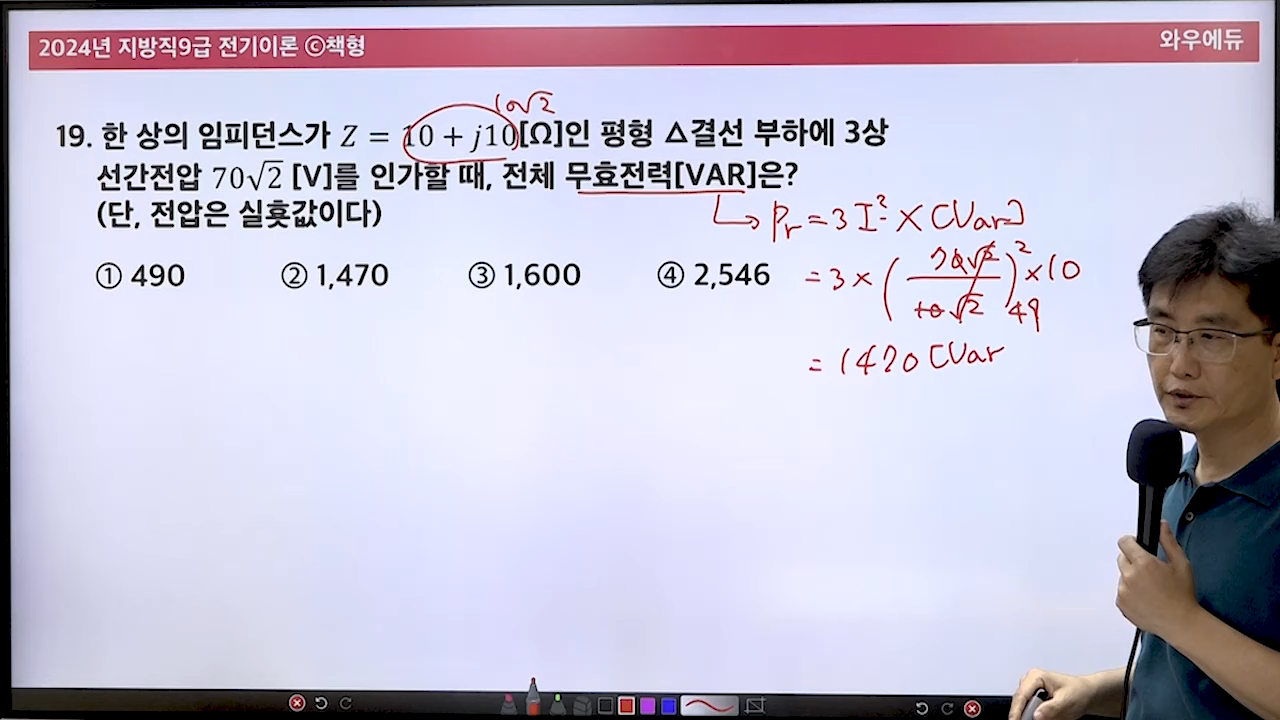 2024년 지방직9급 전기이론 ⓒ책형
와우에듀
10√2
19. 한 상의 임피던스가 Z = 10 + j10[Ω]인 평형 △결선 부하에 3상
선간전압 70√2 [V]를 인가할 때, 전체 무효전력[VAR]은?
(단, 전압은 실횻값이다)
① 490 ② 1,470 ③ 1,600 ④ 2,546
Pr = 3 I² X [Var]
= 3 × (70√2 / 10√2)² × 10
49
= 1470 [Var